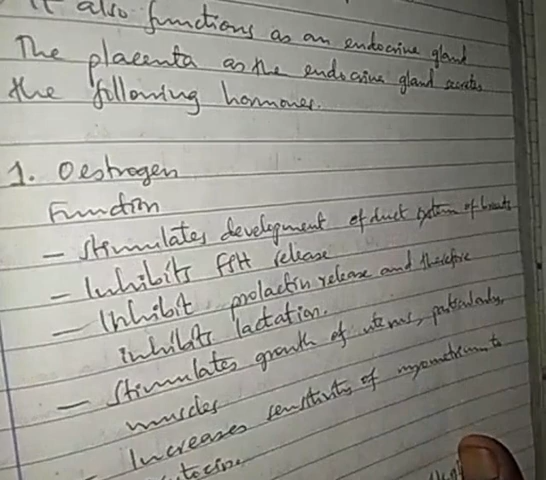 It also functions as an endocrine gland
The placenta as the endocrine gland secretes
the following hormones.
1. Oestrogen
Function
- Stimulates development of duct system of breasts
- Inhibits FSH release
- Inhibit prolactin release and therefore
inhibits lactation.
- Stimulates growth of uterus, particularly
muscles
- Increases sensitivity of myometrium to